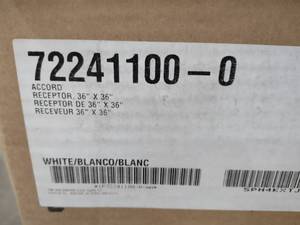 72241100-0
ACCORD
RECEPTOR, 36" X 36"
RECEPTOR DE 36" X 36"
RECEVEUR 36" X 36"
WHITE/BLANCO/BLANC